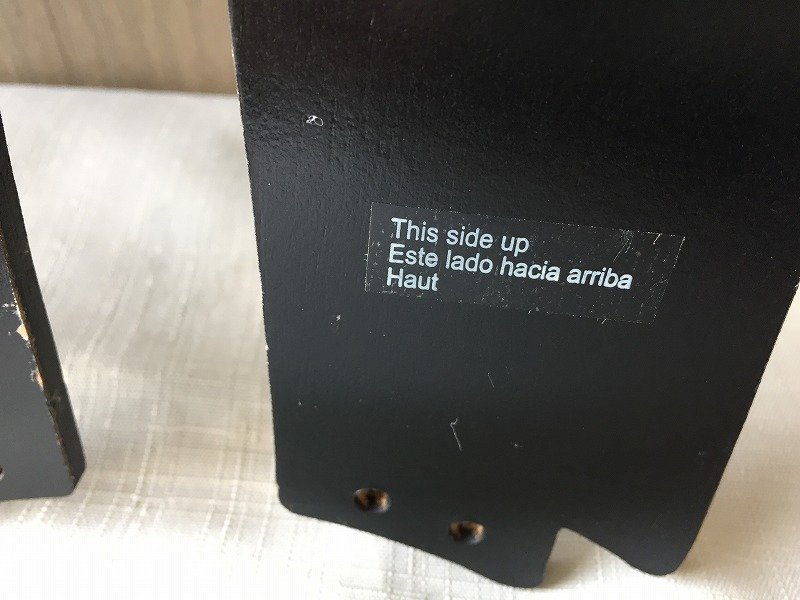 This side up
Este lado hacia arriba
Haut